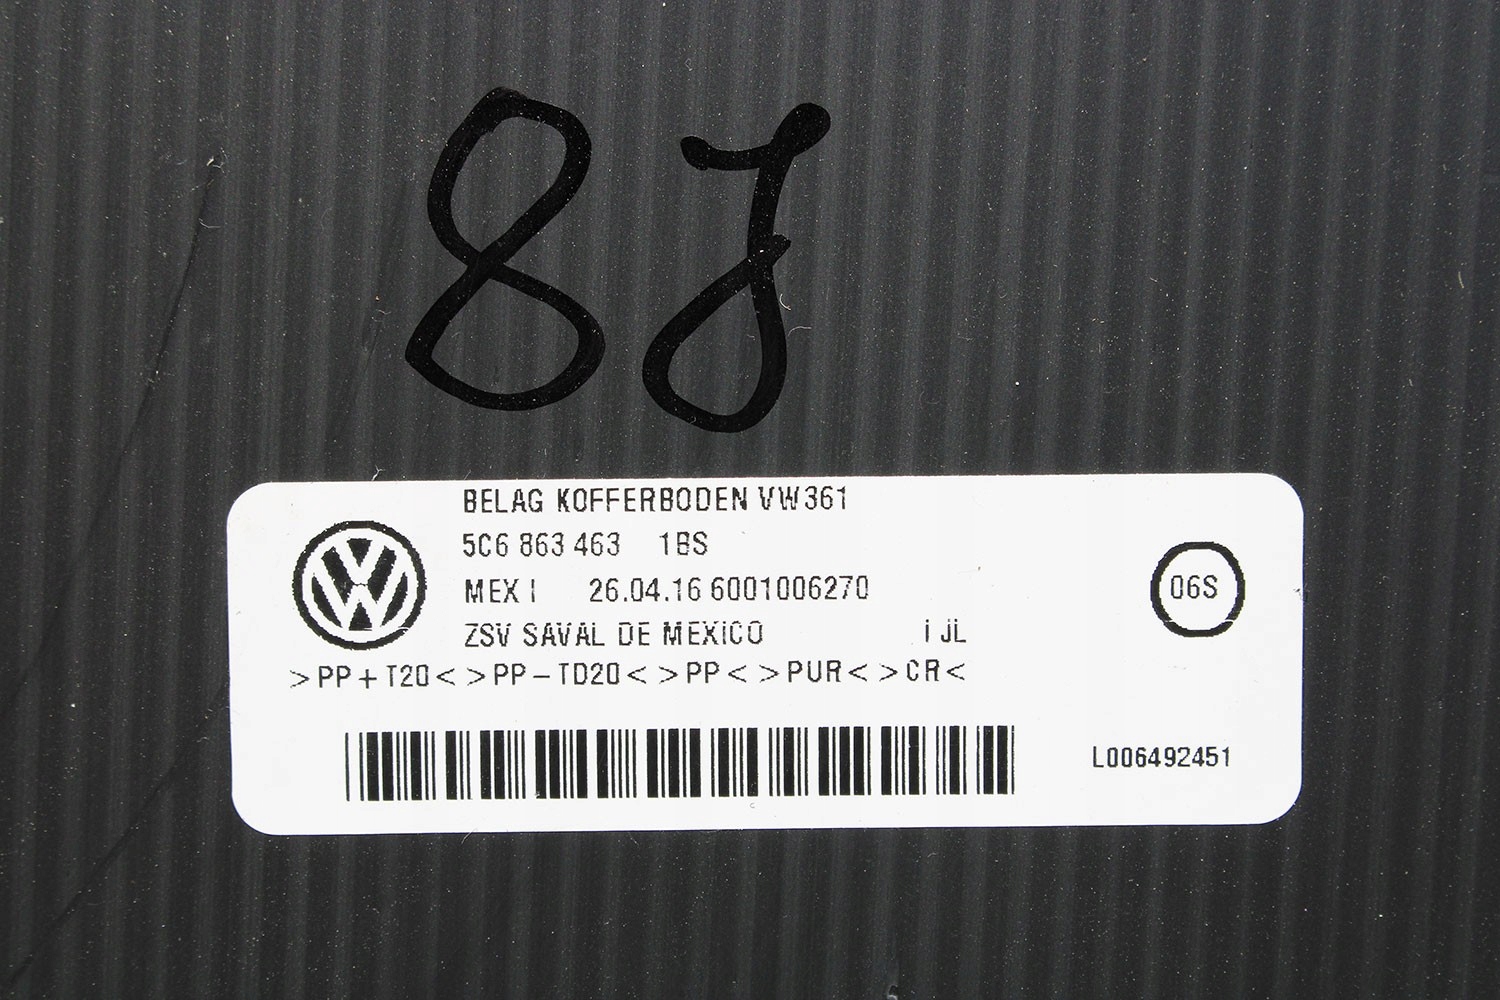 8J
BELAG KOFFERBODEN VW361
5C6 863 463 1BS
MEX I 26.04.16 6001006270
ZSV SAVAL DE MEXICO I JL
>PP+T20< >PP-TD20< >PP< >PUR< >CR<
06S
L006492451